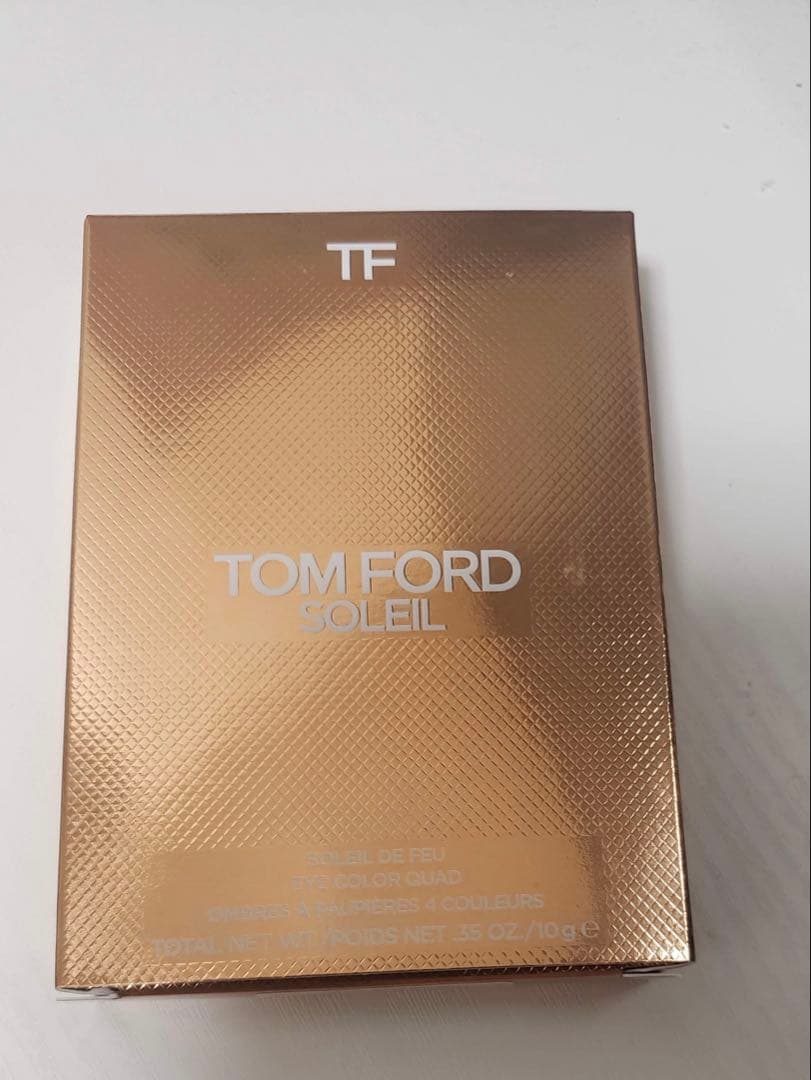 TF
TOM FORD
SOLEIL
SOLEIL DE FEU
EYE COLOR QUAD
OMBRES À PAUPIÈRES 4 COULEURS
TOTAL NET WT./POIDS NET .35 OZ./10g e